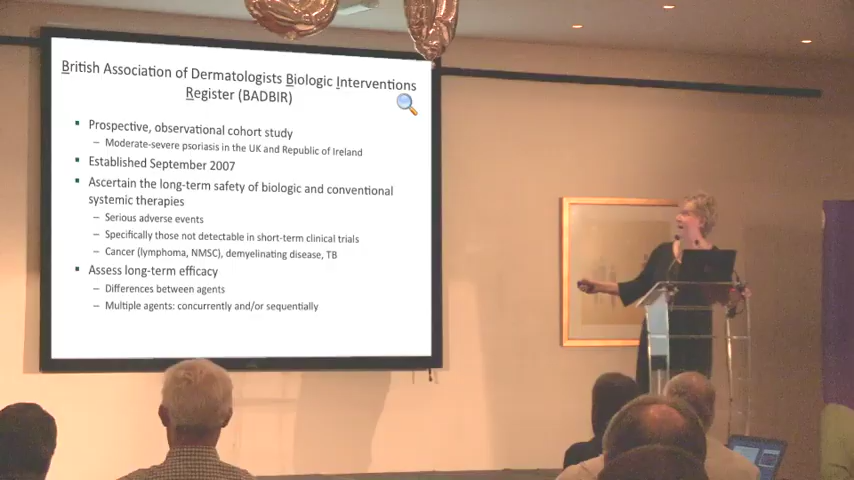 British Association of Dermatologists Biologic Interventions
Register (BADBIR)
Prospective, observational cohort study
– Moderate-severe psoriasis in the UK and Republic of Ireland
Established September 2007
Ascertain the long-term safety of biologic and conventional
systemic therapies
– Serious adverse events
– Specifically those not detectable in short-term clinical trials
– Cancer (lymphoma, NMSC), demyelinating disease, TB
Assess long-term efficacy
– Differences between agents
– Multiple agents: concurrently and/or sequentially